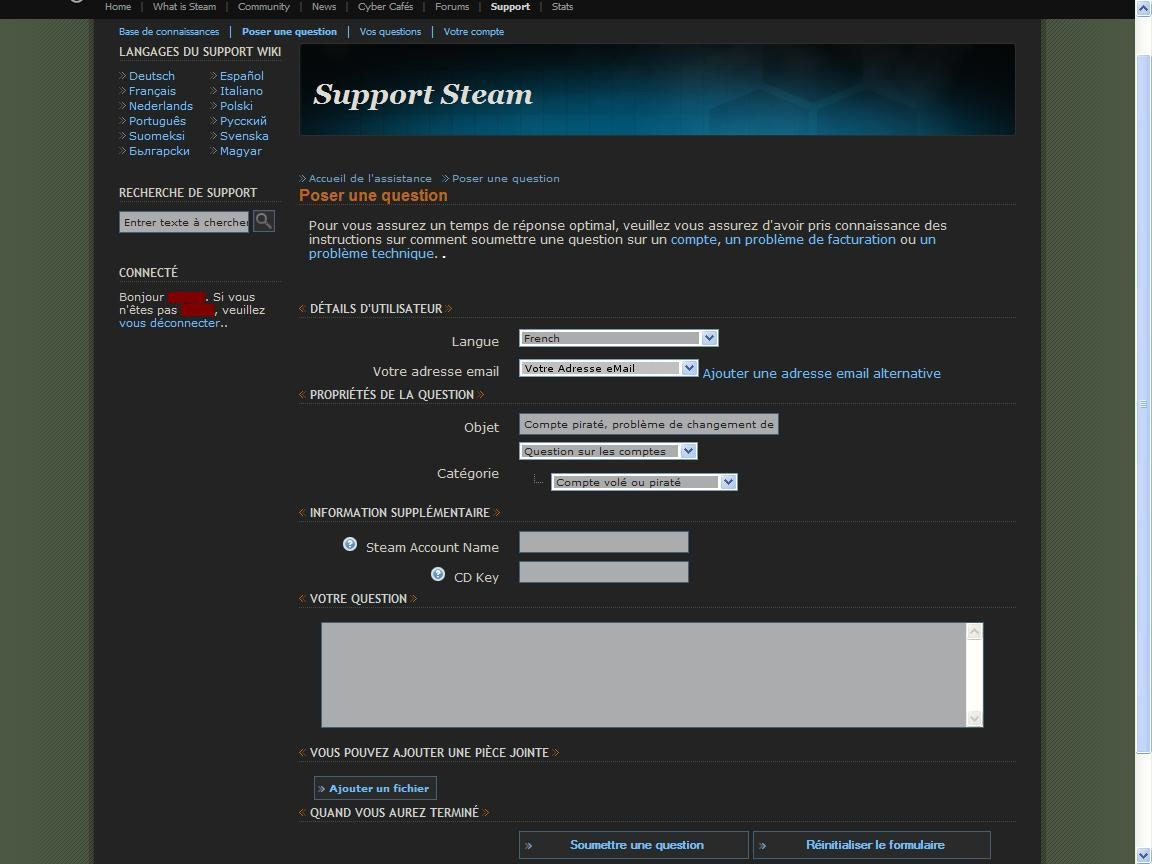 Home | What is Steam | Community | News | Cyber Cafés | Forums | Support | Stats
Base de connaissances | Poser une question | Vos questions | Votre compte
LANGAGES DU SUPPORT WIKI
Deutsch Español
Français Italiano
Nederlands Polski
Português Русский
Suomeksi Svenska
Български Magyar
RECHERCHE DE SUPPORT
Entrer texte à cherche
CONNECTÉ
Bonjour . Si vous
n'êtes pas , veuillez
vous déconnecter..
Support Steam
Accueil de l'assistance Poser une question
Poser une question
Pour vous assurez un temps de réponse optimal, veuillez vous assurez d'avoir pris connaissance des
instructions sur comment soumettre une question sur un compte, un problème de facturation ou un
problème technique. .
DÉTAILS D'UTILISATEUR
Langue French
Votre adresse email Votre Adresse eMail Ajouter une adresse email alternative
PROPRIÉTÉS DE LA QUESTION
Objet Compte piraté, problème de changement de
Question sur les comptes
Catégorie
Compte volé ou piraté
INFORMATION SUPPLÉMENTAIRE
Steam Account Name
CD Key
VOTRE QUESTION
VOUS POUVEZ AJOUTER UNE PIÈCE JOINTE
Ajouter un fichier
QUAND VOUS AUREZ TERMINÉ
Soumettre une question Réinitialiser le formulaire